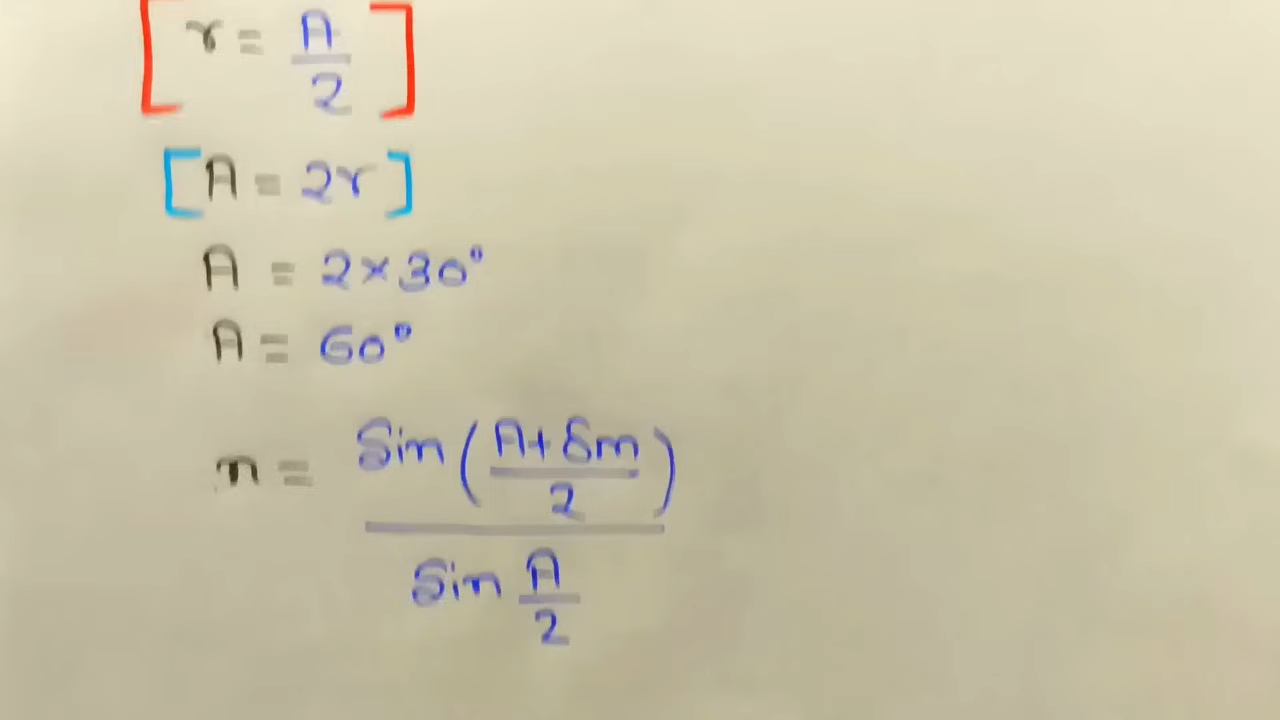 [r = A/2]
[A = 2r]
A = 2×30°
A = 60°
n = Sin(A+δm/2) / Sin A/2